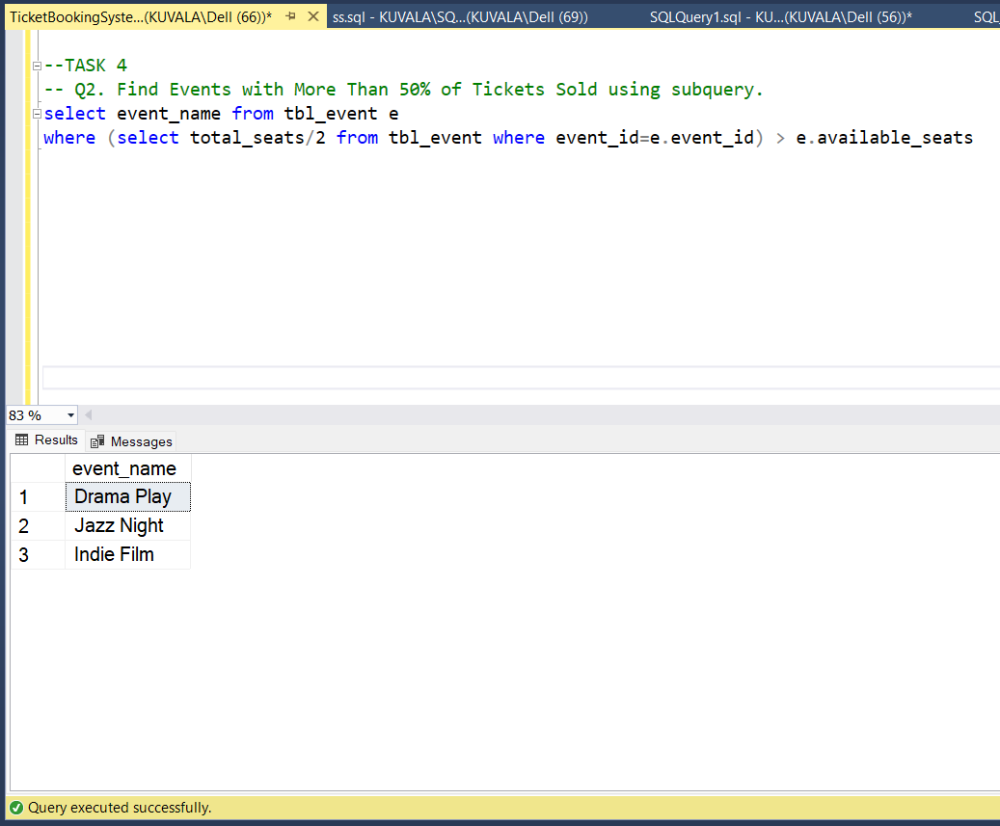 TicketBookingSyste...(KUVALA\Dell (66))* ss.sql - KUVALA\SQ...(KUVALA\Dell (69)) SQLQuery1.sql - KU...(KUVALA\Dell (56))* SQL
--TASK 4
-- Q2. Find Events with More Than 50% of Tickets Sold using subquery.
select event_name from tbl_event e
where (select total_seats/2 from tbl_event where event_id=e.event_id) > e.available_seats
83 %
Results Messages
event_name
1 Drama Play
2 Jazz Night
3 Indie Film
Query executed successfully.